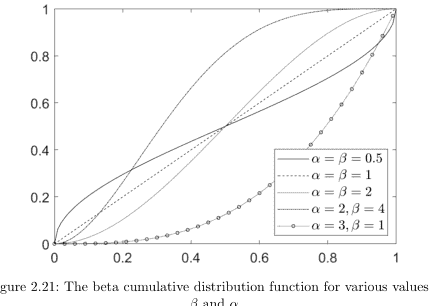 1
0.8
0.6
0.4
0.2
0
0 0.2 0.4 0.6 0.8 1
α = β = 0.5
α = β = 1
α = β = 2
α = 2, β = 4
α = 3, β = 1
gure 2.21: The beta cumulative distribution function for various values
β and α